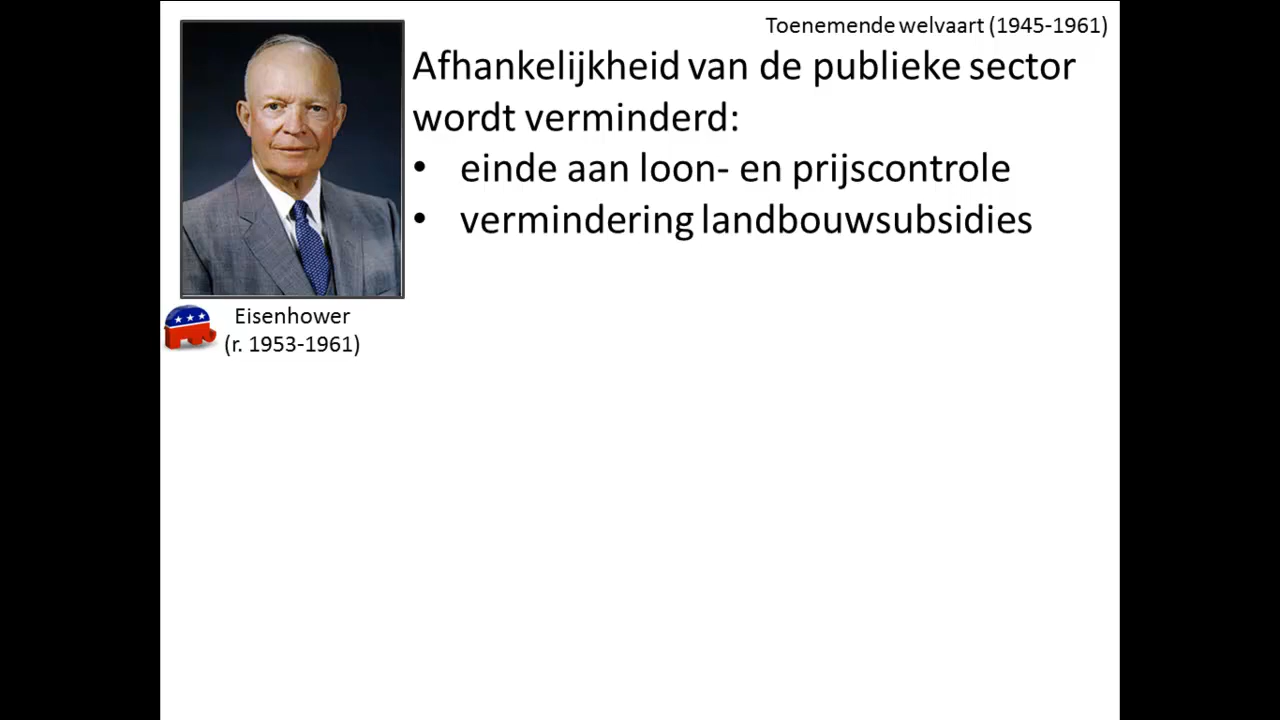 Toenemende welvaart (1945-1961)
Afhankelijkheid van de publieke sector
wordt verminderd:
• einde aan loon- en prijscontrole
• vermindering landbouwsubsidies
Eisenhower
(r. 1953-1961)